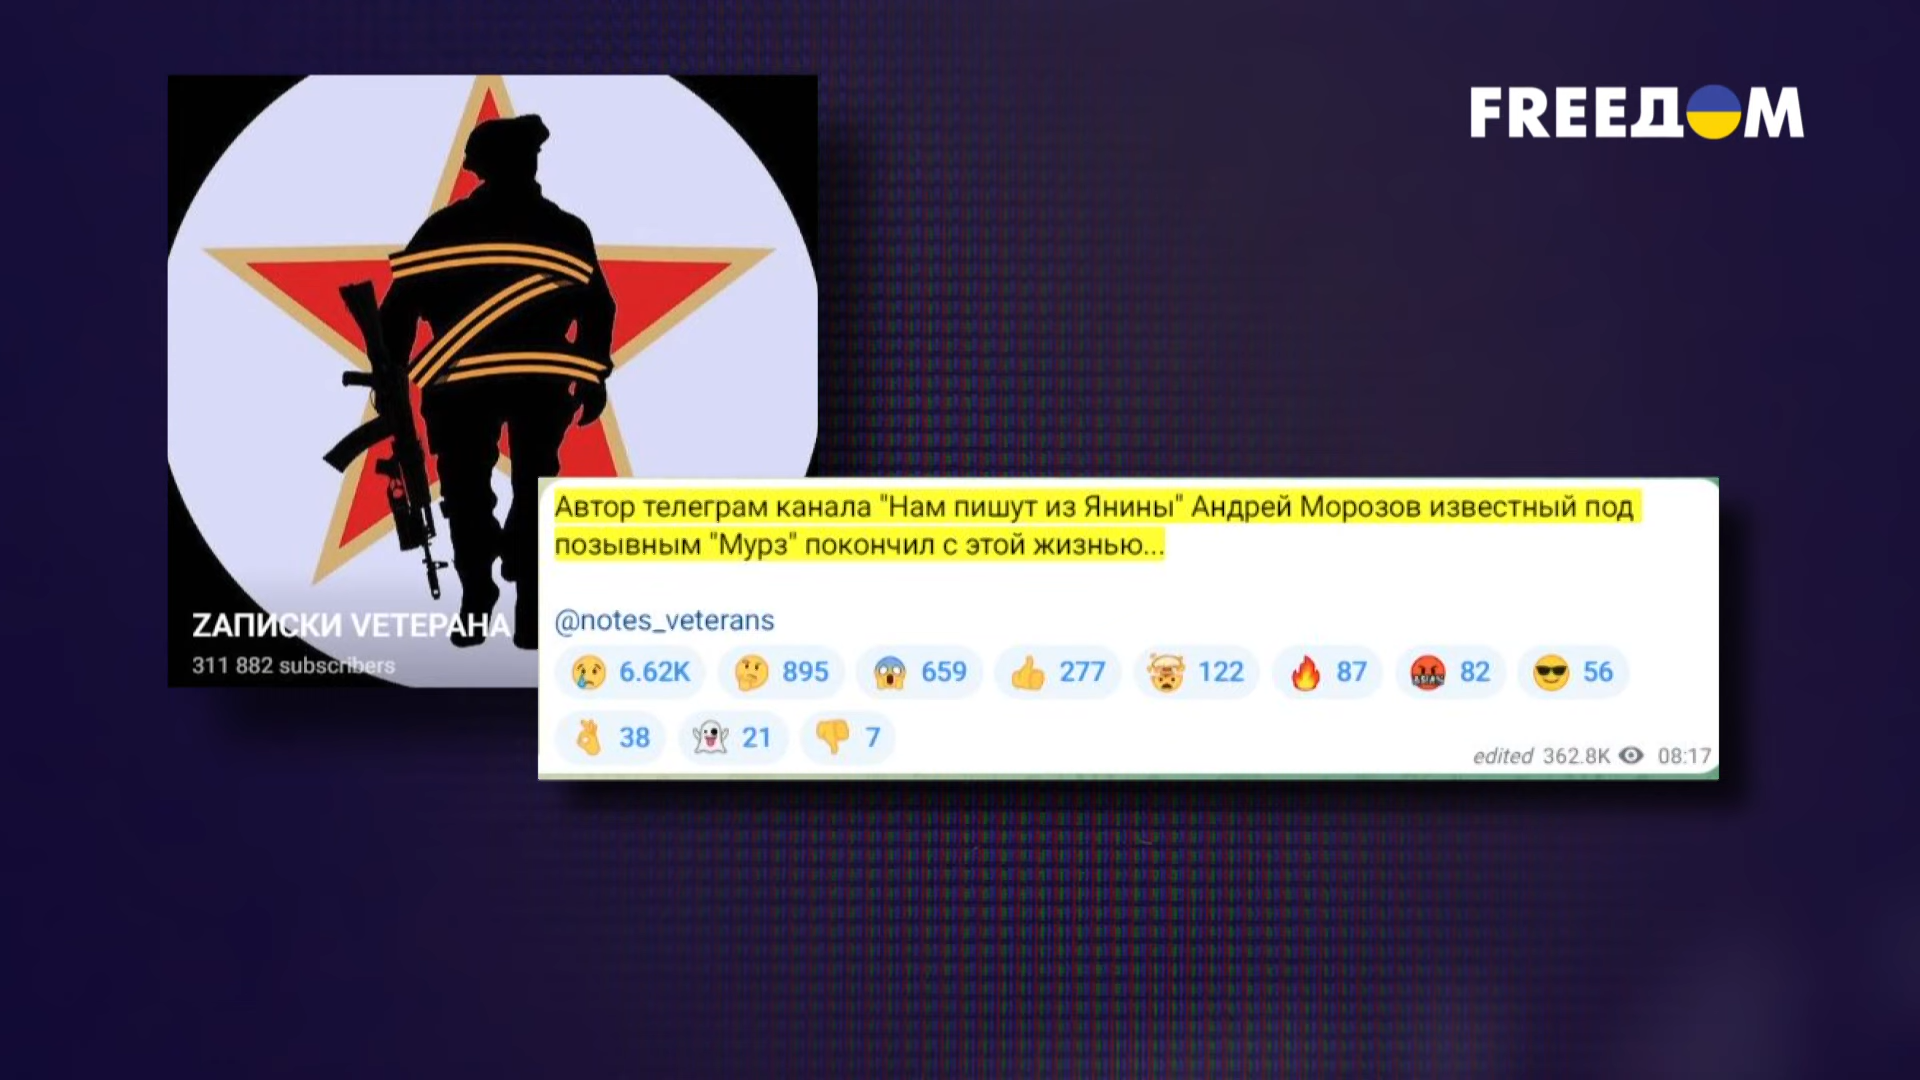 FREEДOM
ZАПИСКИ VЕТЕРАНА
311 882 subscribers
Автор телеграм канала "Нам пишут из Янины" Андрей Морозов известный под
позывным "Мурз" покончил с этой жизнью...
@notes_veterans
6.62K 895 659 277 122 87 82 56
38 21 7
edited 362.8K 08:17